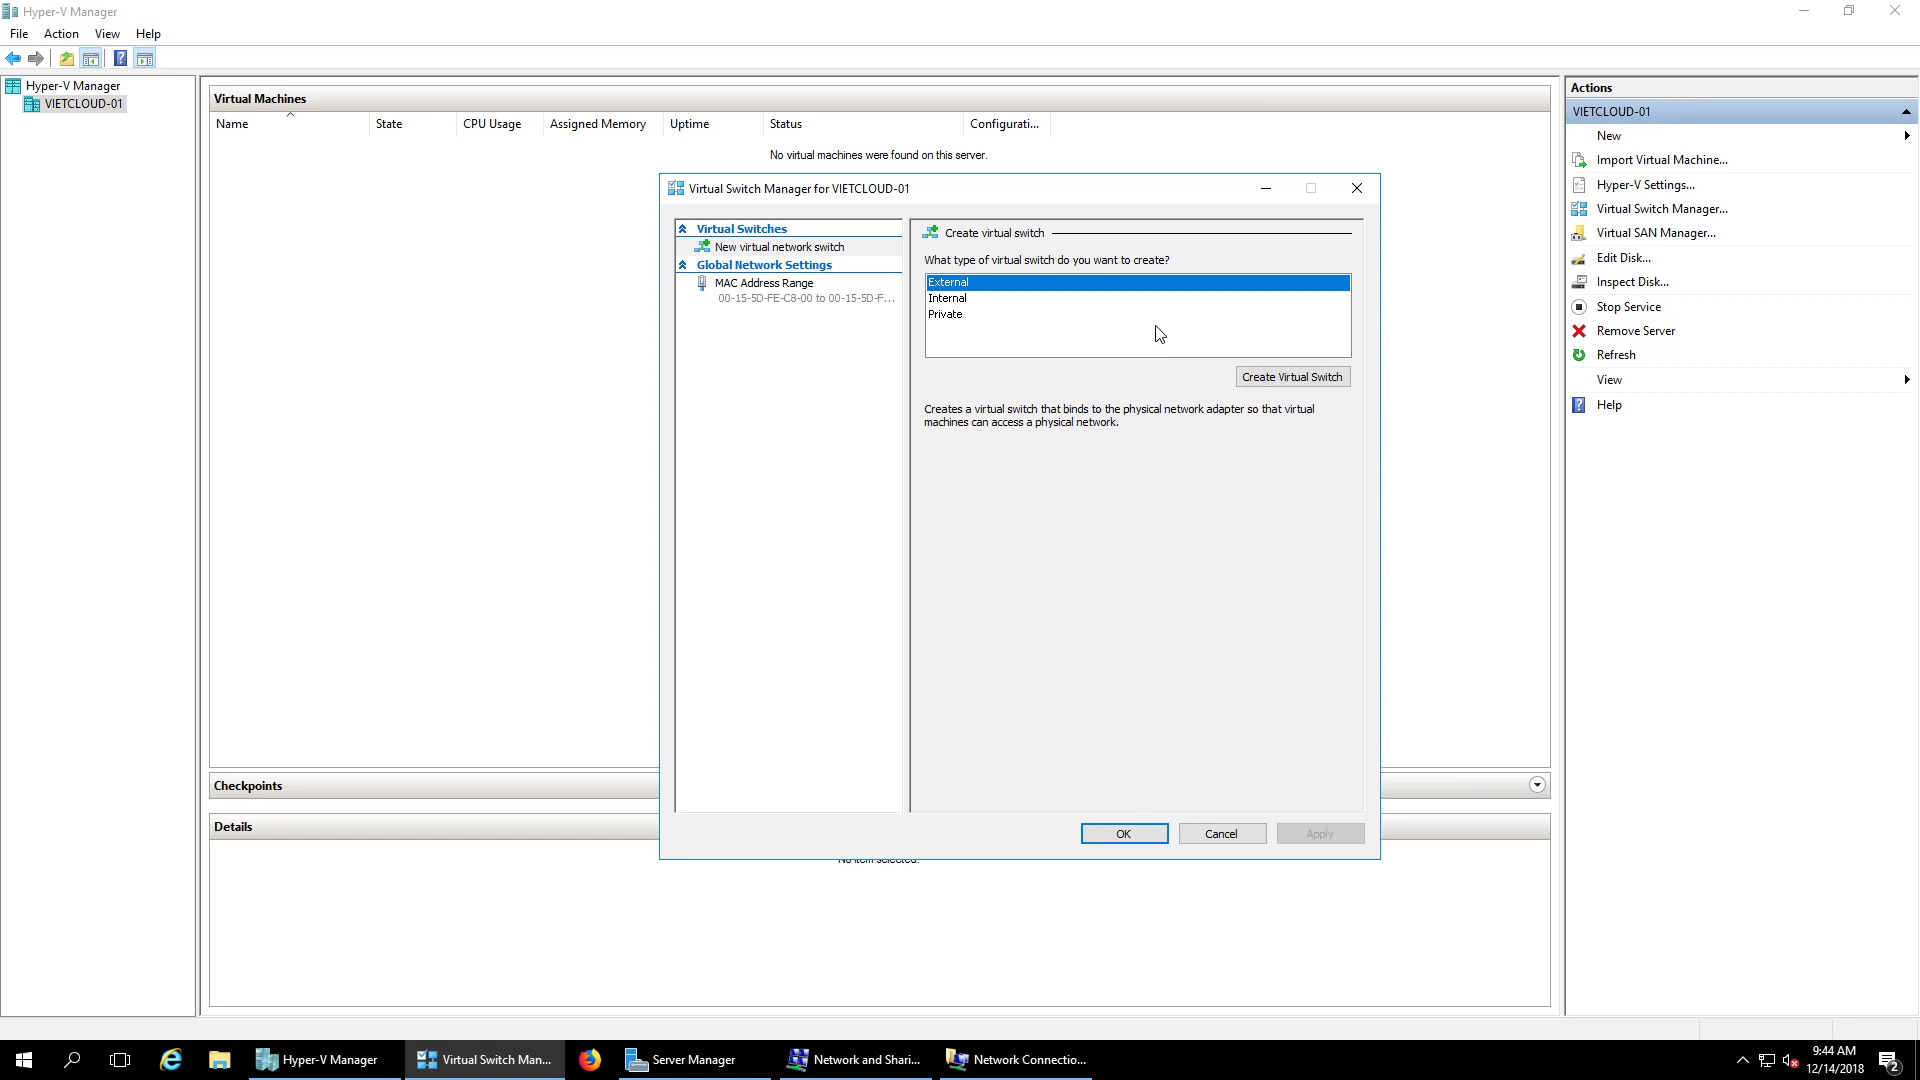 Hyper-V Manager
File Action View Help
Hyper-V Manager
VIETCLOUD-01
Virtual Machines
Name State CPU Usage Assigned Memory Uptime Status Configurati...
No virtual machines were found on this server.
Virtual Switch Manager for VIETCLOUD-01
Virtual Switches
New virtual network switch
Global Network Settings
MAC Address Range
00-15-5D-FE-C8-00 to 00-15-5D-F...
Create virtual switch
What type of virtual switch do you want to create?
External
Internal
Private
Create Virtual Switch
Creates a virtual switch that binds to the physical network adapter so that virtual
machines can access a physical network.
OK Cancel Apply
Checkpoints
Details
No item selected.
Actions
VIETCLOUD-01
New
Import Virtual Machine...
Hyper-V Settings...
Virtual Switch Manager...
Virtual SAN Manager...
Edit Disk...
Inspect Disk...
Stop Service
Remove Server
Refresh
View
Help
Hyper-V Manager Virtual Switch Man... Server Manager Network and Shari... Network Connectio...
9:44 AM
12/14/2018
2